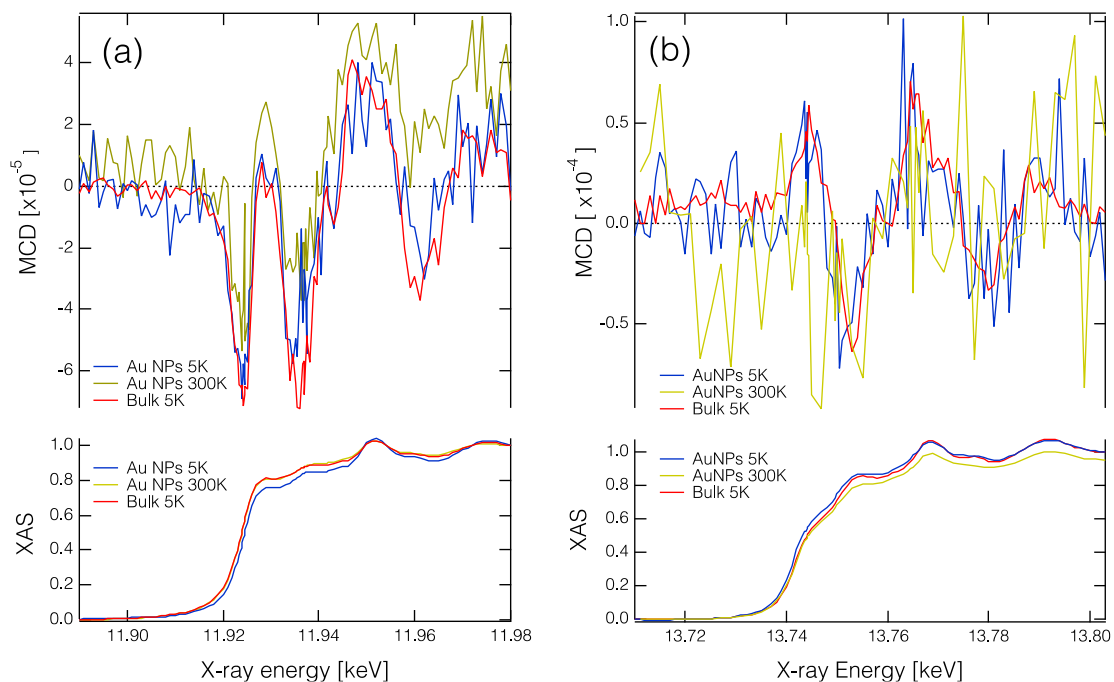 (a)
MCD [x10-5]
4
2
0
-2
-4
-6
Au NPs 5K
Au NPs 300K
Bulk 5K
XAS
1.0
0.8
0.6
0.4
0.2
0.0
Au NPs 5K
Au NPs 300K
Bulk 5K
11.90
11.92
11.94
11.96
11.98
X-ray energy [keV]
(b)
MCD [ x10-4]
1.0
0.5
0.0
-0.5
AuNPs 5K
AuNPs 300K
Bulk 5K
XAS
1.0
0.8
0.6
0.4
0.2
0.0
AuNPs 5K
AuNPs 300K
Bulk 5K
13.72
13.74
13.76
13.78
13.80
X-ray Energy [keV]